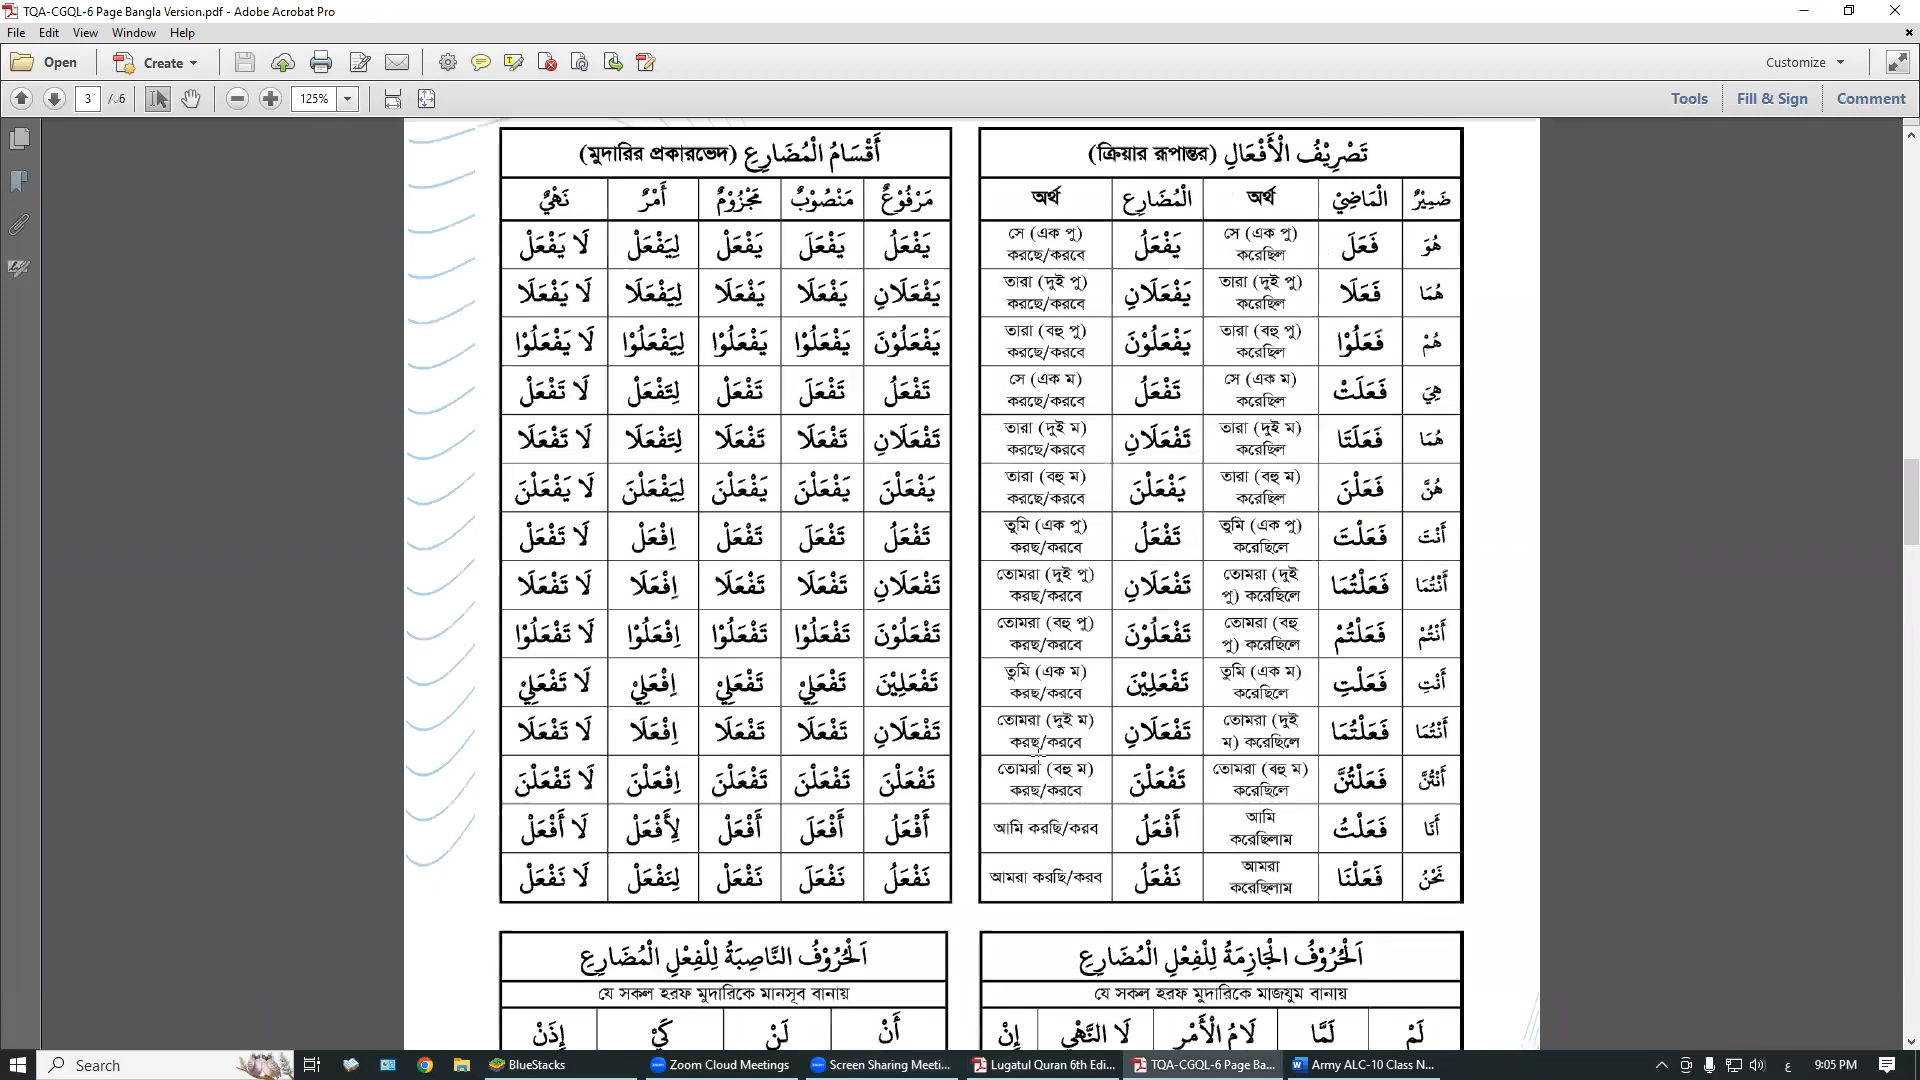 TQA-CGQL-6 Page Bangla Version.pdf - Adobe Acrobat Pro
File Edit View Window Help
Open Create Customize
3 / 6 125% Tools Fill & Sign Comment
تَصْرِيْفُ الْأَفْعَالِ (ক্রিয়ার রূপান্তর)
ضَمِيْرٌ الْمَاضِيْ অর্থ الْمُضَارِع অর্থ
هُوَ فَعَلَ সে (এক পু) করেছিল يَفْعَلُ সে (এক পু) করছে/করবে
هُمَا فَعَلَا তারা (দুই পু) করেছিল يَفْعَلَانِ তারা (দুই পু) করছে/করবে
هُمْ فَعَلُوْا তারা (বহু পু) করেছিল يَفْعَلُوْنَ তারা (বহু পু) করছে/করবে
هِيَ فَعَلَتْ সে (এক ম) করেছিল تَفْعَلُ সে (এক ম) করছে/করবে
هُمَا فَعَلَتَا তারা (দুই ম) করেছিল تَفْعَلَانِ তারা (দুই ম) করছে/করবে
هُنَّ فَعَلْنَ তারা (বহু ম) করেছিল يَفْعَلْنَ তারা (বহু ম) করছে/করবে
أَنْتَ فَعَلْتَ তুমি (এক পু) করেছিলে تَفْعَلُ তুমি (এক পু) করছ/করবে
أَنْتُمَا فَعَلْتُمَا তোমরা (দুই পু) করেছিলে تَفْعَلَانِ তোমরা (দুই পু) করছ/করবে
أَنْتُمْ فَعَلْتُمْ তোমরা (বহু পু) করেছিলে تَفْعَلُوْنَ তোমরা (বহু পু) করছ/করবে
أَنْتِ فَعَلْتِ তুমি (এক ম) করেছিলে تَفْعَلِيْنَ তুমি (এক ম) করছ/করবে
أَنْتُمَا فَعَلْتُمَا তোমরা (দুই ম) করেছিলে تَفْعَلَانِ তোমরা (দুই ম) করছ/করবে
أَنْتُنَّ فَعَلْتُنَّ তোমরা (বহু ম) করেছিলে تَفْعَلْنَ তোমরা (বহু ম) করছ/করবে
أَنَا فَعَلْتُ আমি করেছিলাম أَفْعَلُ আমি করছি/করব
نَحْنُ فَعَلْنَا আমরা করেছিলাম نَفْعَلُ আমরা করছি/করব
أَقْسَامُ الْمُضَارِع (মুদারির প্রকারভেদ)
مَرْفُوْعٌ مَنْصُوْبٌ مَجْزُوْمٌ أَمْرٌ نَهْيٌ
يَفْعَلُ يَفْعَلَ يَفْعَلْ لِيَفْعَلْ لَا يَفْعَلْ
يَفْعَلَانِ يَفْعَلَا يَفْعَلَا لِيَفْعَلَا لَا يَفْعَلَا
يَفْعَلُوْنَ يَفْعَلُوْا يَفْعَلُوْا لِيَفْعَلُوْا لَا يَفْعَلُوْا
تَفْعَلُ تَفْعَلَ تَفْعَلْ لِتَفْعَلْ لَا تَفْعَلْ
تَفْعَلَانِ تَفْعَلَا تَفْعَلَا لِتَفْعَلَا لَا تَفْعَلَا
يَفْعَلْنَ يَفْعَلْنَ يَفْعَلْنَ لِيَفْعَلْنَ لَا يَفْعَلْنَ
تَفْعَلُ تَفْعَلَ تَفْعَلْ اِفْعَلْ لَا تَفْعَلْ
تَفْعَلَانِ تَفْعَلَا تَفْعَلَا اِفْعَلَا لَا تَفْعَلَا
تَفْعَلُوْنَ تَفْعَلُوْا تَفْعَلُوْا اِفْعَلُوْا لَا تَفْعَلُوْا
تَفْعَلِيْنَ تَفْعَلِيْ تَفْعَلِيْ اِفْعَلِيْ لَا تَفْعَلِيْ
تَفْعَلَانِ تَفْعَلَا تَفْعَلَا اِفْعَلَا لَا تَفْعَلَا
تَفْعَلْنَ تَفْعَلْنَ تَفْعَلْنَ اِفْعَلْنَ لَا تَفْعَلْنَ
أَفْعَلُ أَفْعَلَ أَفْعَلْ لِأَفْعَلْ لَا أَفْعَلْ
نَفْعَلُ نَفْعَلَ نَفْعَلْ لِنَفْعَلْ لَا نَفْعَلْ
اَلْحُرُوْفُ الْجَازِمَةُ لِلْفِعْلِ الْمُضَارِعِ
যে সকল হরফ মুদারিকে মাজযুম বানায়
لَمْ لَمَّا لَامُ الْأَمْرِ لَا النَّهْي إِنْ
اَلْحُرُوْفُ النَّاصِبَةُ لِلْفِعْلِ الْمُضَارِعِ
যে সকল হরফ মুদারিকে মানসূব বানায়
أَنْ لَنْ كَيْ إِذَنْ
Search BlueStacks Zoom Cloud Meetings Screen Sharing Meeti... Lugatul Quran 6th Edi... TQA-CGQL-6 Page Ba... Army ALC-10 Class N... ع 9:05 PM